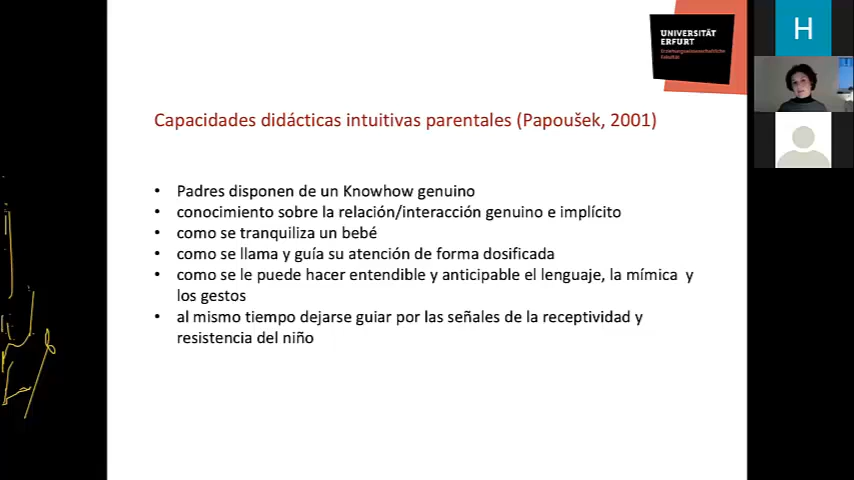 UNIVERSITÄT
ERFURT
Erziehungswissenschaftliche
Fakultät
H
Capacidades didácticas intuitivas parentales (Papoušek, 2001)
• Padres disponen de un Knowhow genuino
• conocimiento sobre la relación/interacción genuino e implícito
• como se tranquiliza un bebé
• como se llama y guía su atención de forma dosificada
• como se le puede hacer entendible y anticipable el lenguaje, la mímica y
los gestos
• al mismo tiempo dejarse guiar por las señales de la receptividad y
resistencia del niño